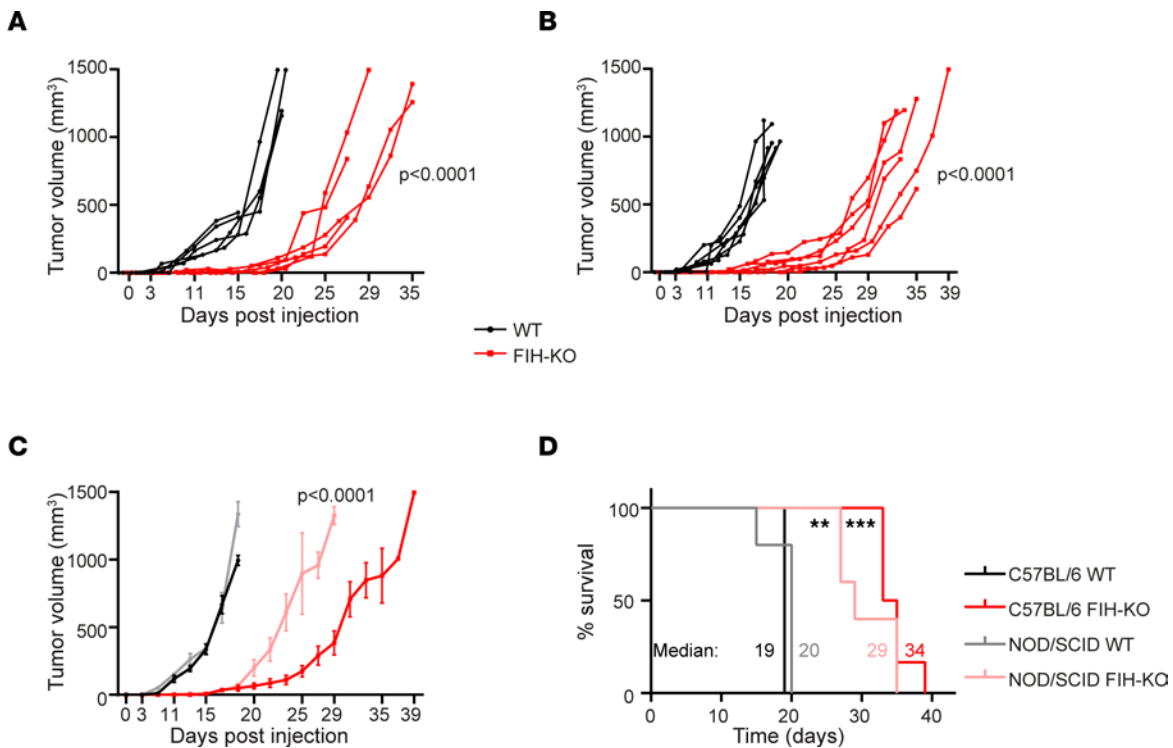 A
Tumor volume (mm³)
1500
1000
500
0
p<0.0001
0 3 11 15 20 25 29 35
Days post injection
B
Tumor volume (mm³)
1500
1000
500
0
p<0.0001
0 3 11 15 20 25 29 35 39
Days post injection
WT
FIH-KO
C
Tumor volume (mm³)
1500
1000
500
0
p<0.0001
0 3 11 15 20 25 29 35 39
Days post injection
D
% survival
100
50
0
** ***
Median: 19 20 29 34
0 10 20 30 40
Time (days)
C57BL/6 WT
C57BL/6 FIH-KO
NOD/SCID WT
NOD/SCID FIH-KO